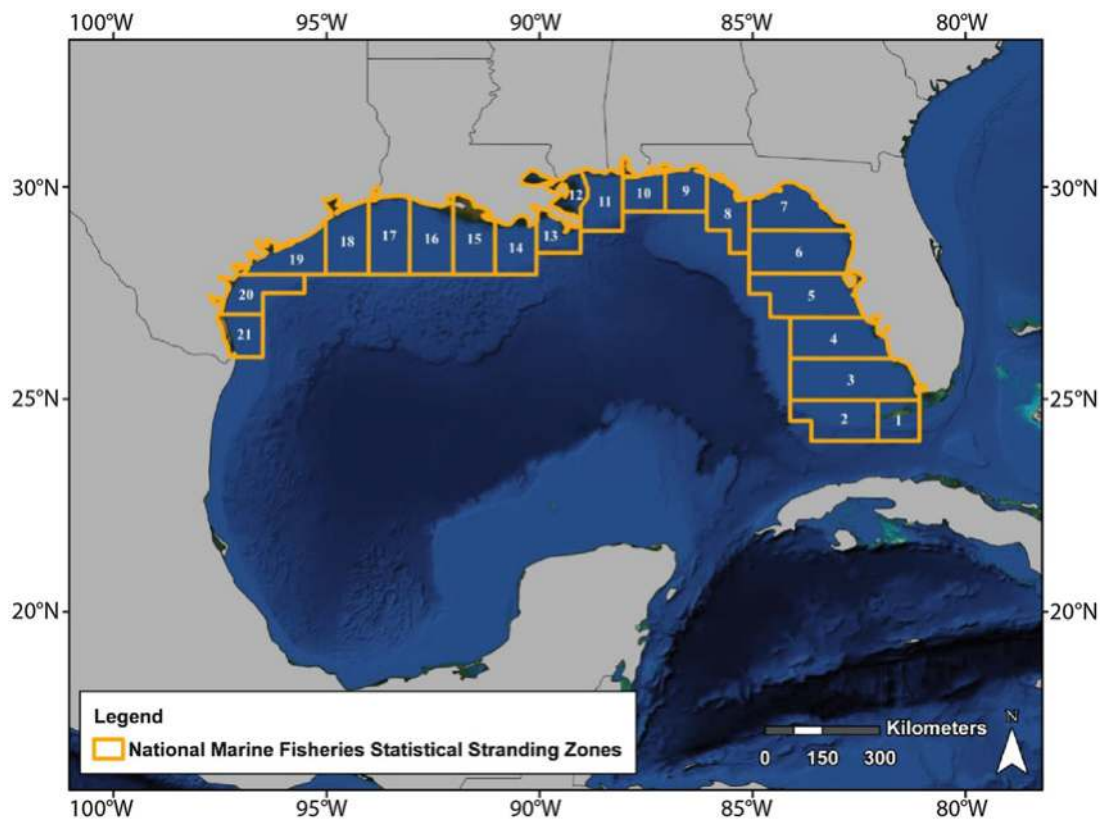 100°W 95°W 90°W 85°W 80°W
30°N 30°N
12
11 10 9
8 7
13
18 17 16 15 14
19
6
20
5
21
4
3
25°N 25°N
2 1
20°N 20°N
Legend
National Marine Fisheries Statistical Stranding Zones
N
Kilometers
0 150 300
100°W 95°W 90°W 85°W 80°W